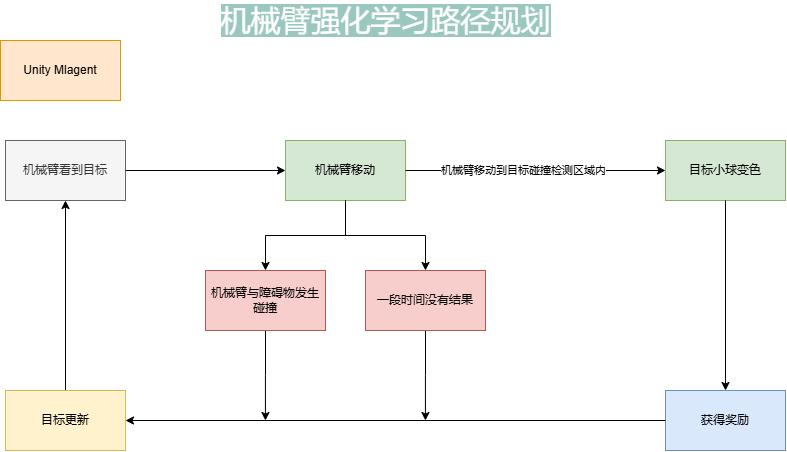 机械臂强化学习路径规划
Unity Mlagent
机械臂看到目标
机械臂移动
机械臂移动到目标碰撞检测区域内
目标小球变色
机械臂与障碍物发生
碰撞
一段时间没有结果
目标更新
获得奖励